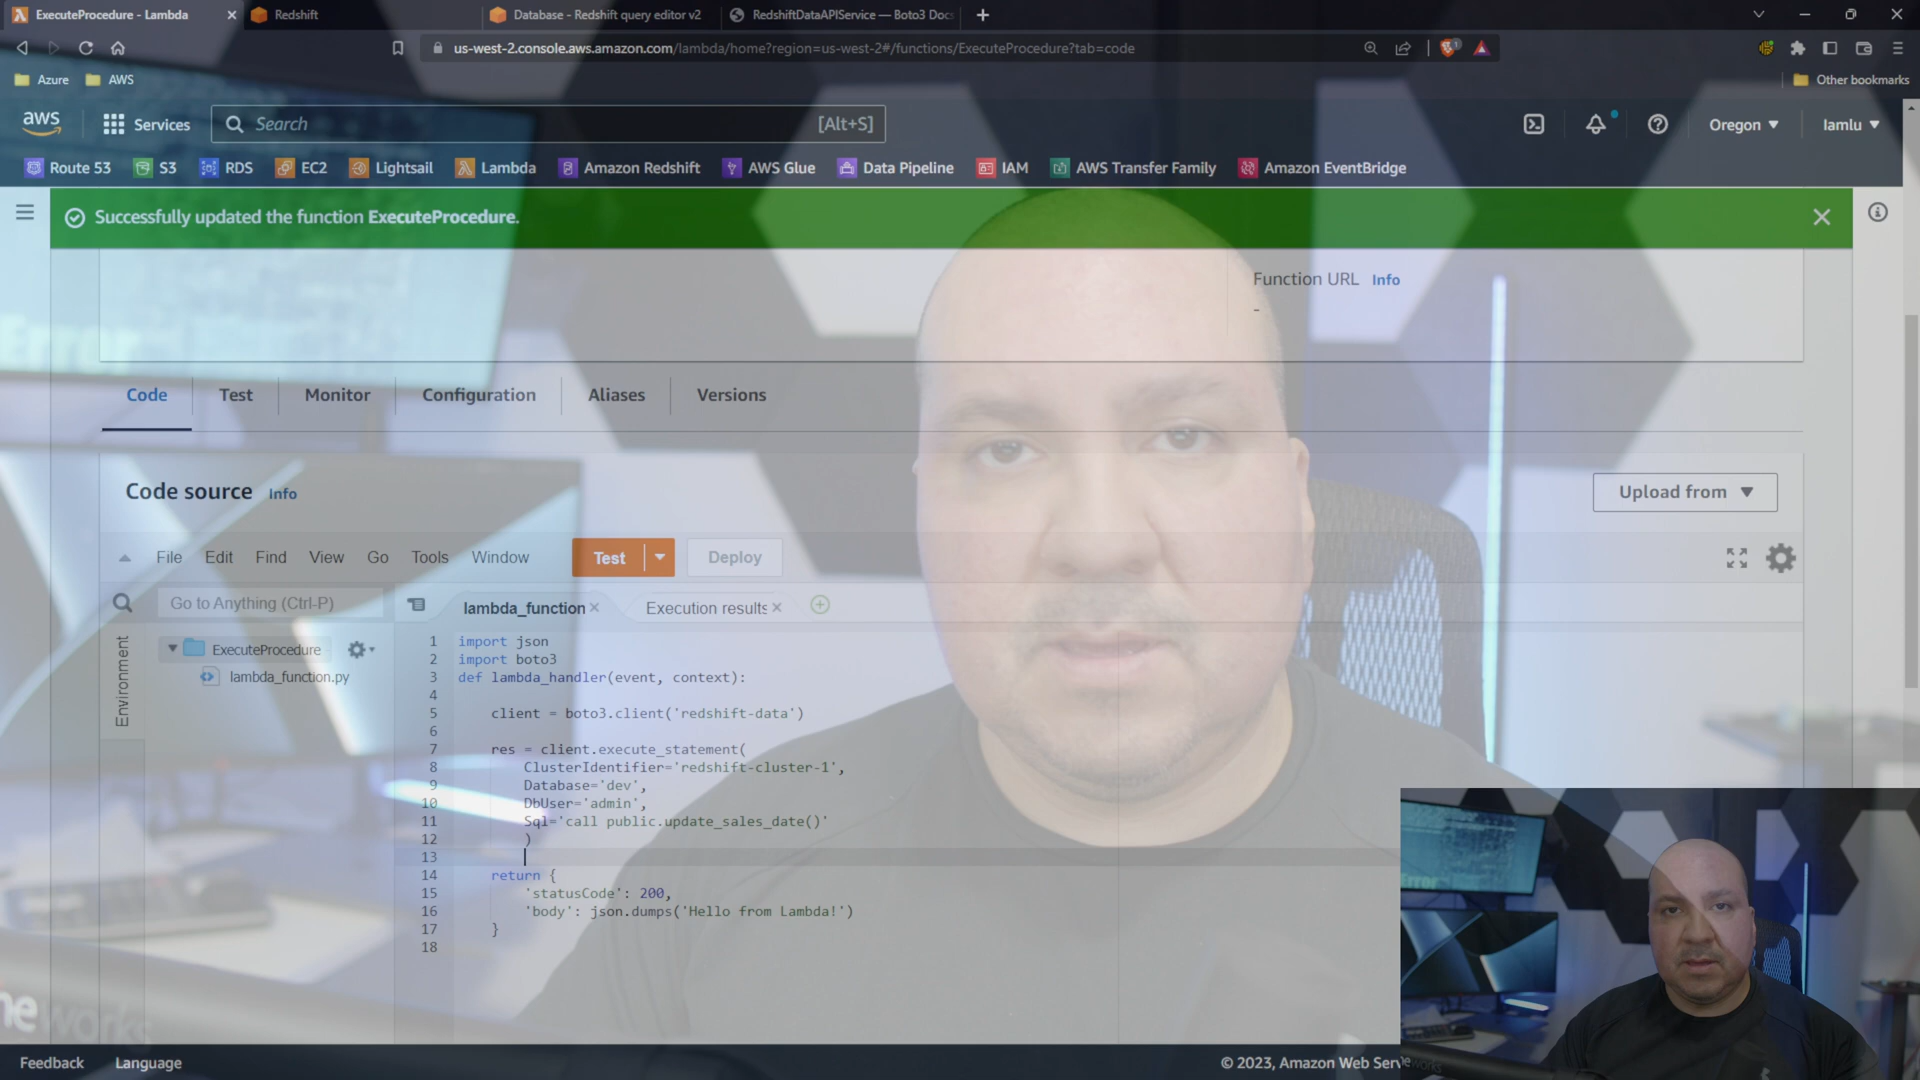 ExecuteProcedure - Lambda
Redshift
Database - Redshift query editor v2
RedshiftDataAPIService — Boto3 Docs
us-west-2.console.aws.amazon.com/lambda/home?region=us-west-2#/functions/ExecuteProcedure?tab=code
1
Azure
AWS
Other bookmarks
aws
Services
Search
[Alt+S]
Oregon
Iamlu
Route 53
S3
RDS
EC2
Lightsail
Lambda
Amazon Redshift
AWS Glue
Data Pipeline
IAM
AWS Transfer Family
Amazon EventBridge
Successfully updated the function ExecuteProcedure.
Function URL Info
-
Error
Code
Test
Monitor
Configuration
Aliases
Versions
Code source Info
Upload from
File Edit Find View Go Tools Window
Test
Deploy
Go to Anything (Ctrl-P)
lambda_function
Execution results
Environment
ExecuteProcedure
lambda_function.py
1 import json
2 import boto3
3 def lambda_handler(event, context):
4
5 client = boto3.client('redshift-data')
6
7 res = client.execute_statement(
8 ClusterIdentifier='redshift-cluster-1',
9 Database='dev',
10 DbUser='admin',
11 Sql='call public.update_sales_date()'
12 )
13
14 return {
15 'statusCode': 200,
16 'body': json.dumps('Hello from Lambda!')
17 }
18
Error
Feedback
Language
© 2023, Amazon Web Serv